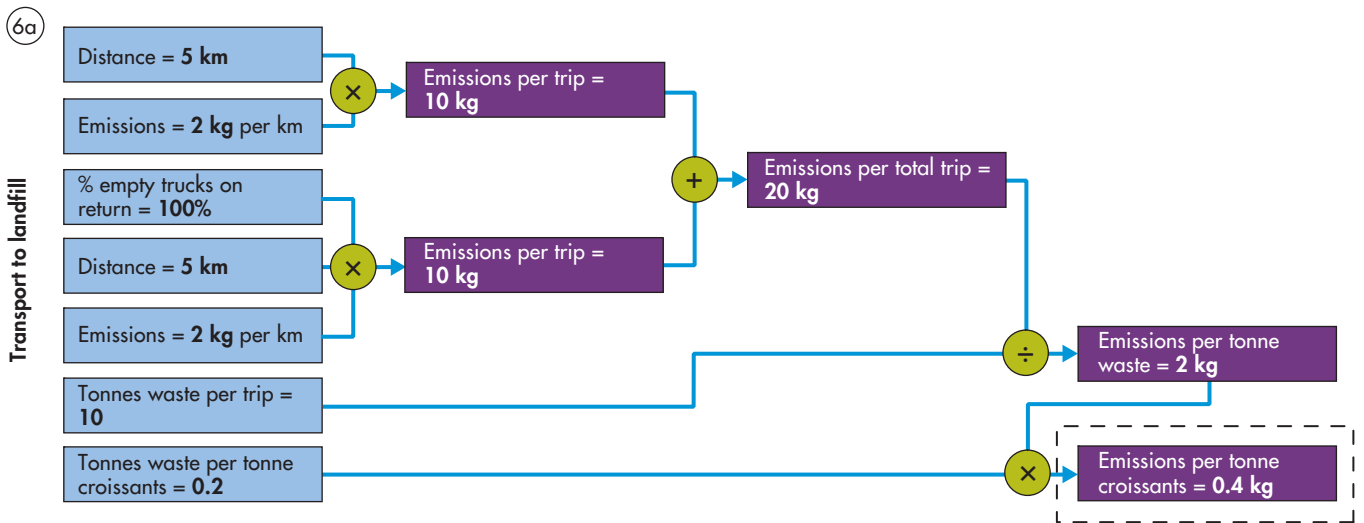 6a
Transport to landfill
Distance = 5 km
Emissions = 2 kg per km
×
Emissions per trip =
10 kg
% empty trucks on
return = 100%
Distance = 5 km
Emissions = 2 kg per km
×
Emissions per trip =
10 kg
+
Emissions per total trip =
20 kg
Tonnes waste per trip =
10
÷
Emissions per tonne
waste = 2 kg
Tonnes waste per tonne
croissants = 0.2
×
Emissions per tonne
croissants = 0.4 kg